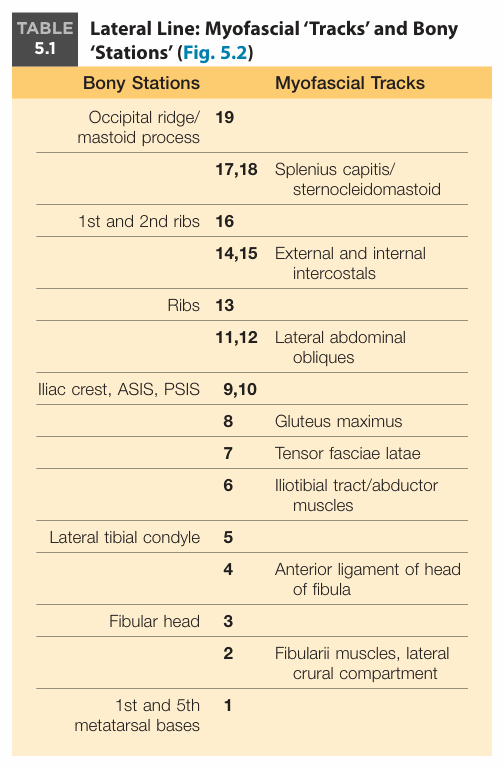 TABLE
5.1
Lateral Line: Myofascial ‘Tracks’ and Bony
‘Stations’ (Fig. 5.2)
Bony Stations Myofascial Tracks
Occipital ridge/ 19
mastoid process
17,18 Splenius capitis/
sternocleidomastoid
1st and 2nd ribs 16
14,15 External and internal
intercostals
Ribs 13
11,12 Lateral abdominal
obliques
Iliac crest, ASIS, PSIS 9,10
8 Gluteus maximus
7 Tensor fasciae latae
6 Iliotibial tract/abductor
muscles
Lateral tibial condyle 5
4 Anterior ligament of head
of fibula
Fibular head 3
2 Fibularii muscles, lateral
crural compartment
1st and 5th 1
metatarsal bases